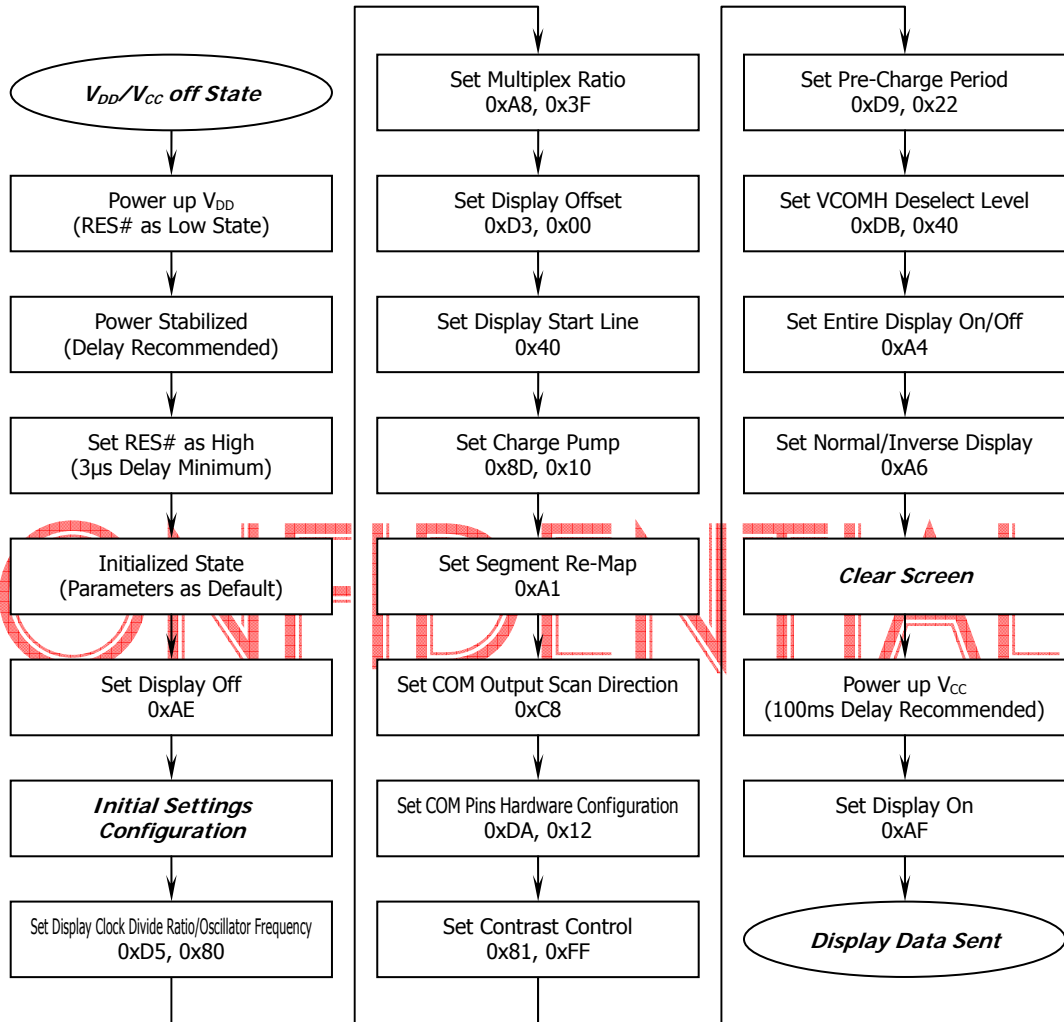 V_DD/V_CC off State
Power up V_DD
(RES# as Low State)
Power Stabilized
(Delay Recommended)
Set RES# as High
(3µs Delay Minimum)
Initialized State
(Parameters as Default)
Set Display Off
0xAE
Initial Settings
Configuration
Set Display Clock Divide Ratio/Oscillator Frequency
0xD5, 0x80
Set Multiplex Ratio
0xA8, 0x3F
Set Display Offset
0xD3, 0x00
Set Display Start Line
0x40
Set Charge Pump
0x8D, 0x10
Set Segment Re-Map
0xA1
Set COM Output Scan Direction
0xC8
Set COM Pins Hardware Configuration
0xDA, 0x12
Set Contrast Control
0x81, 0xFF
Set Pre-Charge Period
0xD9, 0x22
Set VCOMH Deselect Level
0xDB, 0x40
Set Entire Display On/Off
0xA4
Set Normal/Inverse Display
0xA6
Clear Screen
Power up V_CC
(100ms Delay Recommended)
Set Display On
0xAF
Display Data Sent
ONFIDENTIAL